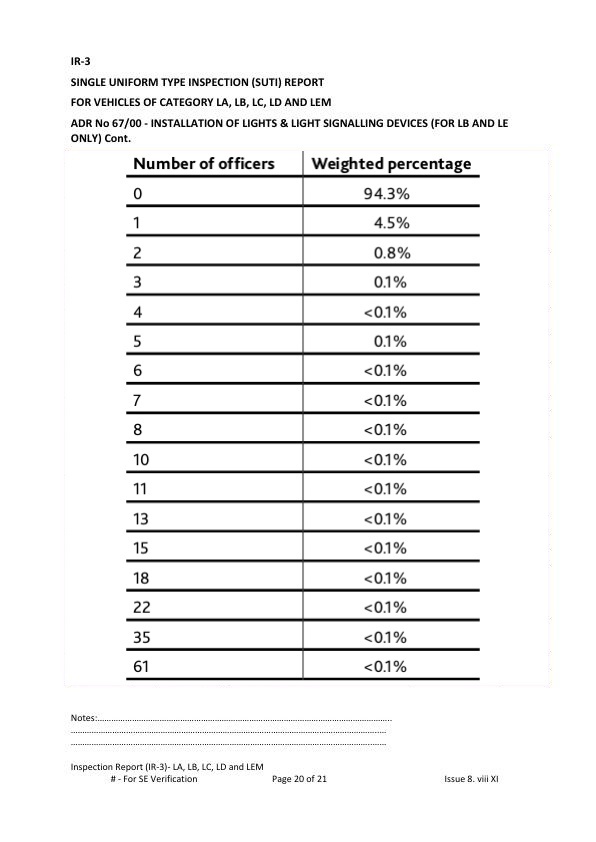 IR-3
SINGLE UNIFORM TYPE INSPECTION (SUTI) REPORT
FOR VEHICLES OF CATEGORY LA, LB, LC, LD AND LEM
ADR No 67/00 - INSTALLATION OF LIGHTS & LIGHT SIGNALLING DEVICES (FOR LB AND LE
ONLY) Cont.
Number of officers Weighted percentage
0 94.3%
1 4.5%
2 0.8%
3 0.1%
4 <0.1%
5 0.1%
6 <0.1%
7 <0.1%
8 <0.1%
10 <0.1%
11 <0.1%
13 <0.1%
15 <0.1%
18 <0.1%
22 <0.1%
35 <0.1%
61 <0.1%
Notes:……………………………………………………………………………………………………
…………………………………………………………………………………………………
…………………………………………………………………………………………………
Inspection Report (IR-3)- LA, LB, LC, LD and LEM
# - For SE Verification Page 20 of 21 Issue 8. viii XI